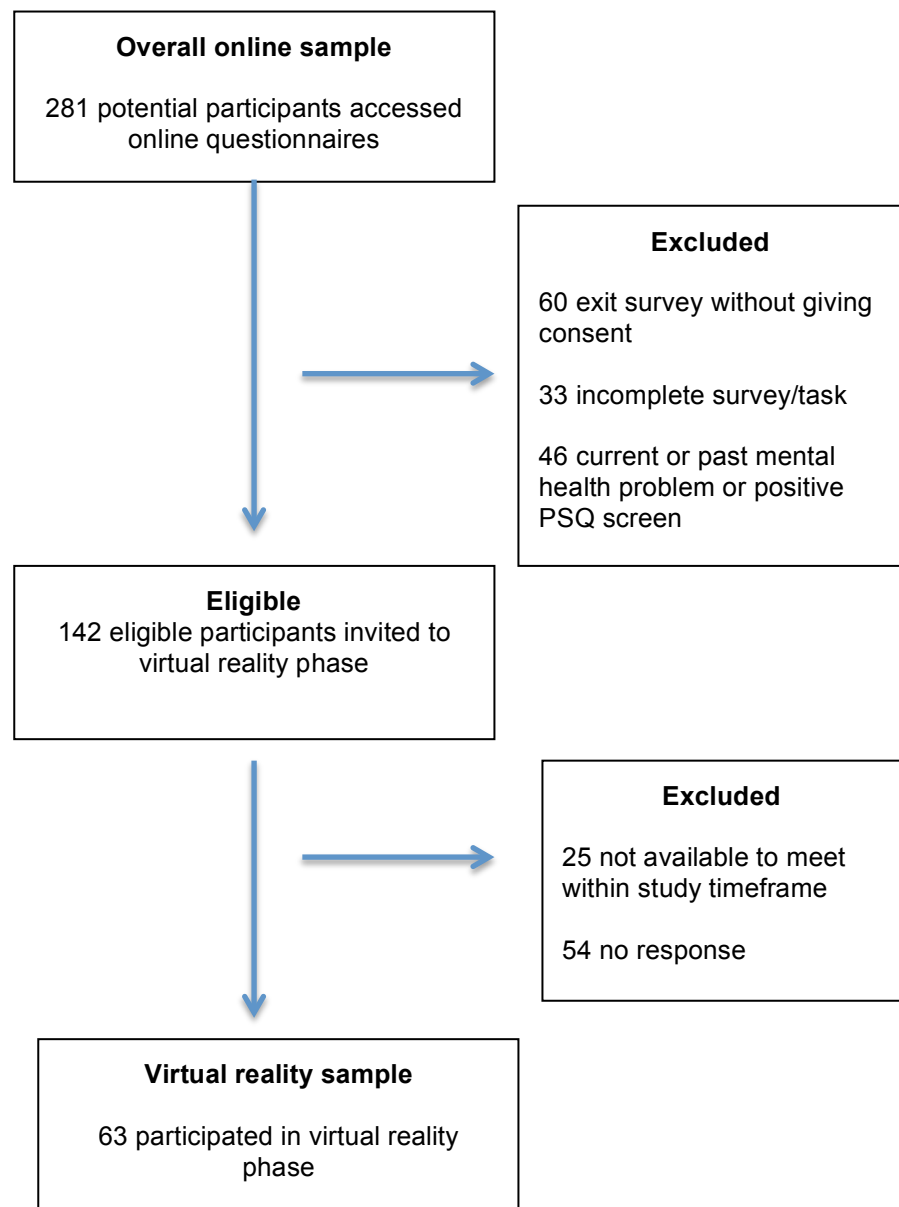 Overall online sample
281 potential participants accessed
online questionnaires
Excluded
60 exit survey without giving
consent
33 incomplete survey/task
46 current or past mental
health problem or positive
PSQ screen
Eligible
142 eligible participants invited to
virtual reality phase
Excluded
25 not available to meet
within study timeframe
54 no response
Virtual reality sample
63 participated in virtual reality
phase